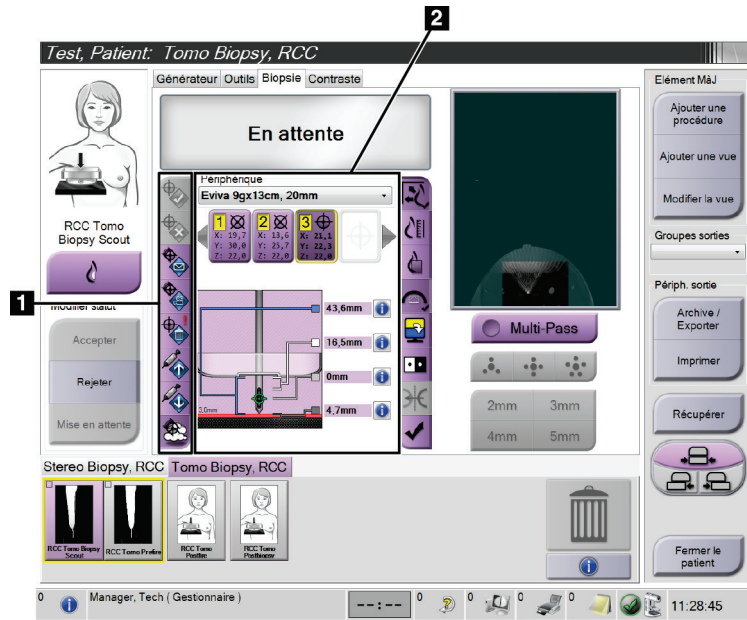 2
Test, Patient: Tomo Biopsy, RCC
Générateur Outils Biopsie Contraste
Elément MàJ
En attente
Ajouter une
procédure
Ajouter une vue
Modifier la vue
Périphérique
Eviva 9gx13cm, 20mm
1 2 3
X: 19,7 X: 13,6 X: 21,1
Y: 30,0 Y: 25,7 Y: 22,3
Z: 22,0 Z: 22,0 Z: 22,0
RCC Tomo
Biopsy Scout
Groupes sorties
Périph. sortie
1
Modifier statut
Accepter
Rejeter
Mise en attente
43,6mm
16,5mm
0mm
4,7mm
3,0mm
Multi-Pass
2mm 3mm
4mm 5mm
Archive /
Exporter
Imprimer
Récupérer
Stereo Biopsy, RCC Tomo Biopsy, RCC
RCC Tomo Biopsy
Scout
RCC Tomo Prefire
RCC Tomo
Postfire
RCC Tomo
Postbiopsy
Fermer le
patient
0 Manager, Tech ( Gestionnaire ) --:-- 0 0 0 0 11:28:45